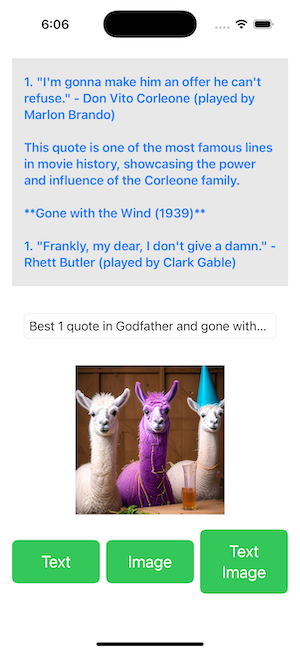 6:06
1. "I'm gonna make him an offer he can't
refuse." - Don Vito Corleone (played by
Marlon Brando)
This quote is one of the most famous lines
in movie history, showcasing the power
and influence of the Corleone family.
**Gone with the Wind (1939)**
1. "Frankly, my dear, I don't give a damn." -
Rhett Butler (played by Clark Gable)
Best 1 quote in Godfather and gone with...
Text
Image
Text
Image